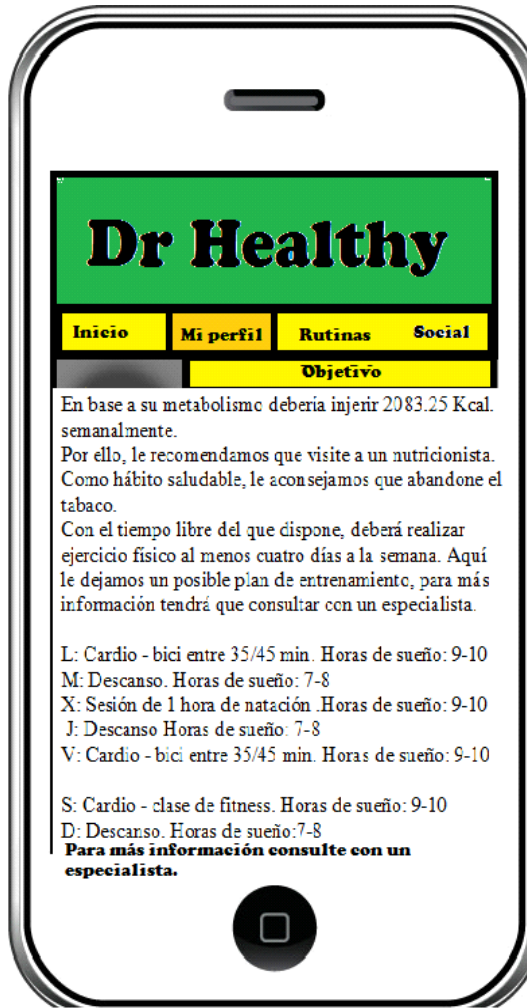 Dr Healthy
Inicio Mi perfil Rutinas Social
Objetivo
En base a su metabolismo debería injerir 2083.25 Kcal.
semanalmente.
Por ello, le recomendamos que visite a un nutricionista.
Como hábito saludable, le aconsejamos que abandone el
tabaco.
Con el tiempo libre del que dispone, deberá realizar
ejercicio físico al menos cuatro días a la semana. Aquí
le dejamos un posible plan de entrenamiento, para más
información tendrá que consultar con un especialista.
L: Cardio - bici entre 35/45 min. Horas de sueño: 9-10
M: Descanso. Horas de sueño: 7-8
X: Sesión de 1 hora de natación .Horas de sueño: 9-10
J: Descanso Horas de sueño: 7-8
V: Cardio - bici entre 35/45 min. Horas de sueño: 9-10
S: Cardio - clase de fitness. Horas de sueño: 9-10
D: Descanso. Horas de sueño:7-8
Para más información consulte con un
especialista.